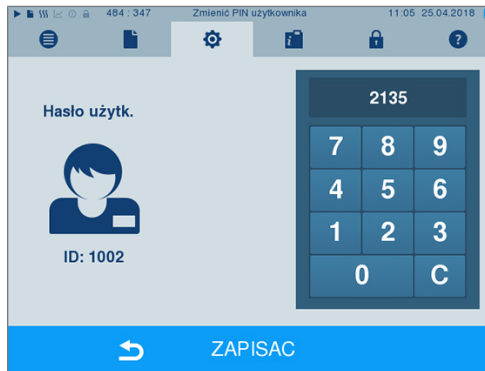 484 : 347 Zmienić PIN użytkownika 11:05 25.04.2018
Hasło użytk.
ID: 1002
2135
7 8 9
4 5 6
1 2 3
0 C
ZAPISAC